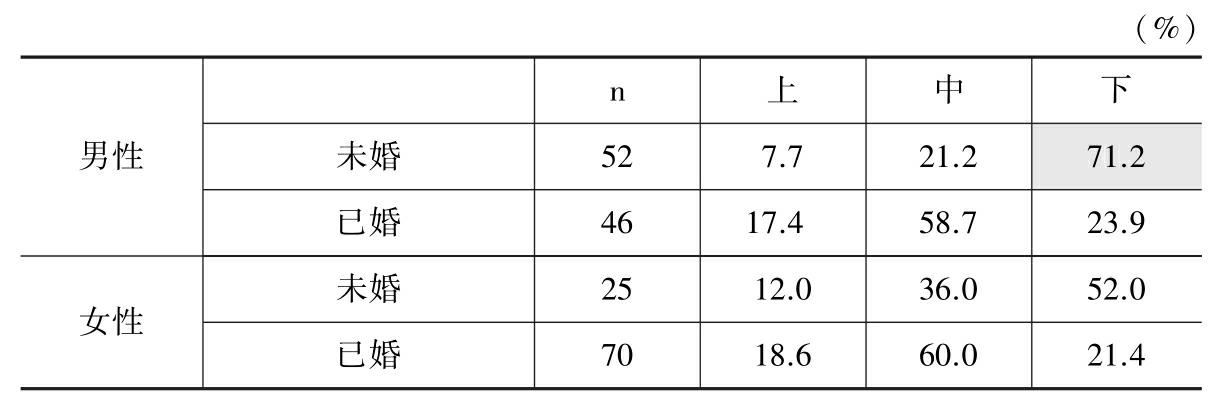 (%)
n 上 中 下
男性 未婚 52 7.7 21.2 71.2
已婚 46 17.4 58.7 23.9
女性 未婚 25 12.0 36.0 52.0
已婚 70 18.6 60.0 21.4